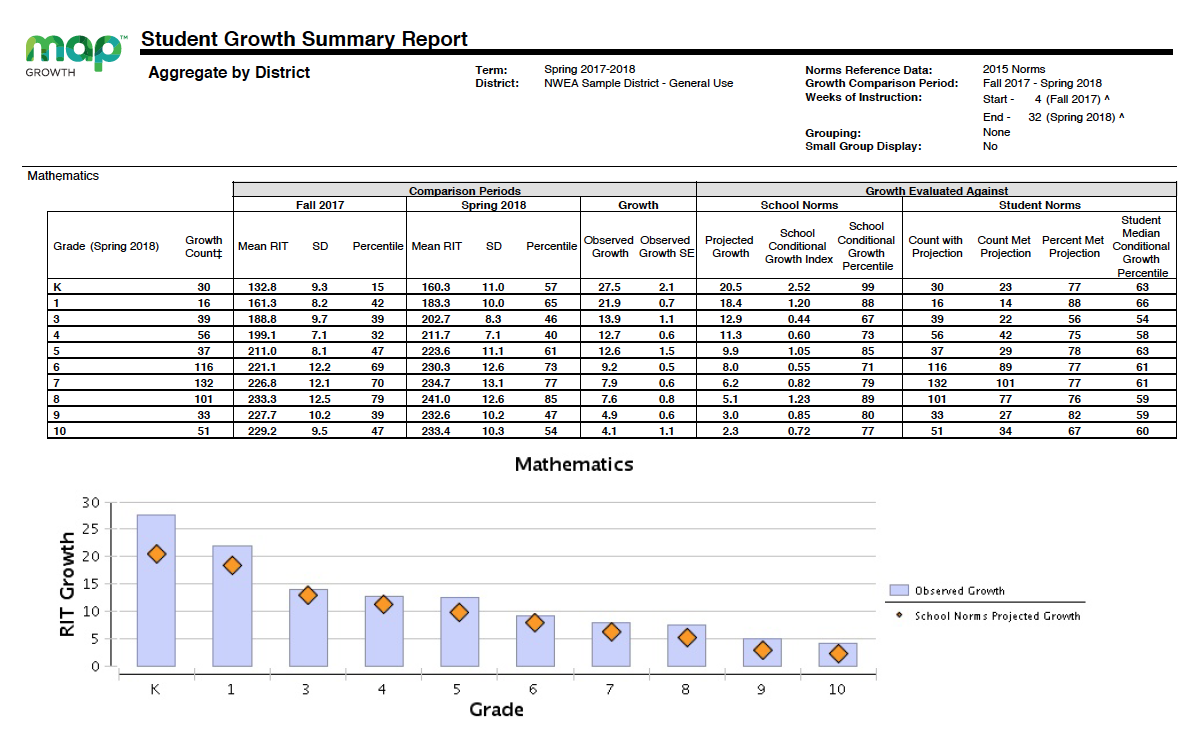 map™
GROWTH
Student Growth Summary Report
Aggregate by District
Term: Spring 2017-2018
District: NWEA Sample District - General Use
Norms Reference Data: 2015 Norms
Growth Comparison Period: Fall 2017 - Spring 2018
Weeks of Instruction: Start - 4 (Fall 2017) ^
End - 32 (Spring 2018) ^
Grouping: None
Small Group Display: No
Mathematics
Comparison Periods Growth Evaluated Against
Fall 2017 Spring 2018 Growth School Norms Student Norms
Grade (Spring 2018) Growth Count‡ Mean RIT SD Percentile Mean RIT SD Percentile Observed Growth Observed Growth SE Projected Growth School Conditional Growth Index School Conditional Growth Percentile Count with Projection Count Met Projection Percent Met Projection Student Median Conditional Growth Percentile
K 30 132.8 9.3 15 160.3 11.0 57 27.5 2.1 20.5 2.52 99 30 23 77 63
1 16 161.3 8.2 42 183.3 10.0 65 21.9 0.7 18.4 1.20 88 16 14 88 66
3 39 188.8 9.7 39 202.7 8.3 46 13.9 1.1 12.9 0.44 67 39 22 56 54
4 56 199.1 7.1 32 211.7 7.1 40 12.7 0.6 11.3 0.60 73 56 42 75 58
5 37 211.0 8.1 47 223.6 11.1 61 12.6 1.5 9.9 1.05 85 37 29 78 63
6 116 221.1 12.2 69 230.3 12.6 73 9.2 0.5 8.0 0.55 71 116 89 77 61
7 132 226.8 12.1 70 234.7 13.1 77 7.9 0.6 6.2 0.82 79 132 101 77 61
8 101 233.3 12.5 79 241.0 12.6 85 7.6 0.8 5.1 1.23 89 101 77 76 59
9 33 227.7 10.2 39 232.6 10.2 47 4.9 0.6 3.0 0.85 80 33 27 82 59
10 51 229.2 9.5 47 233.4 10.3 54 4.1 1.1 2.3 0.72 77 51 34 67 60
Mathematics
RIT Growth
30
25
20
15
10
5
0
K 1 3 4 5 6 7 8 9 10
Grade
Observed Growth
School Norms Projected Growth